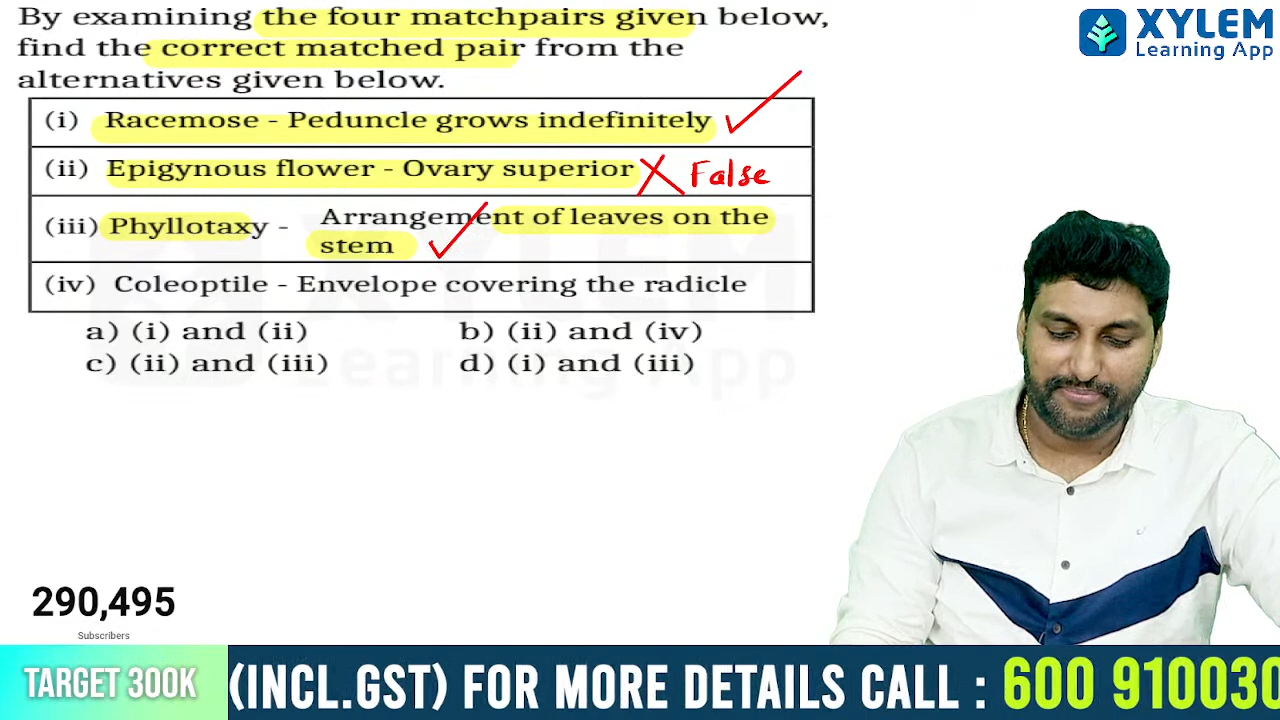 By examining the four matchpairs given below,
find the correct matched pair from the
alternatives given below.
(i) Racemose - Peduncle grows indefinitely
(ii) Epigynous flower - Ovary superior False
(iii) Phyllotaxy - Arrangement of leaves on the
stem
(iv) Coleoptile - Envelope covering the radicle
a) (i) and (ii) b) (ii) and (iv)
c) (ii) and (iii) d) (i) and (iii)
XYLEM
Learning App
Learning App
290,495
Subscribers
TARGET 300K
(INCL.GST) FOR MORE DETAILS CALL : 600 910030